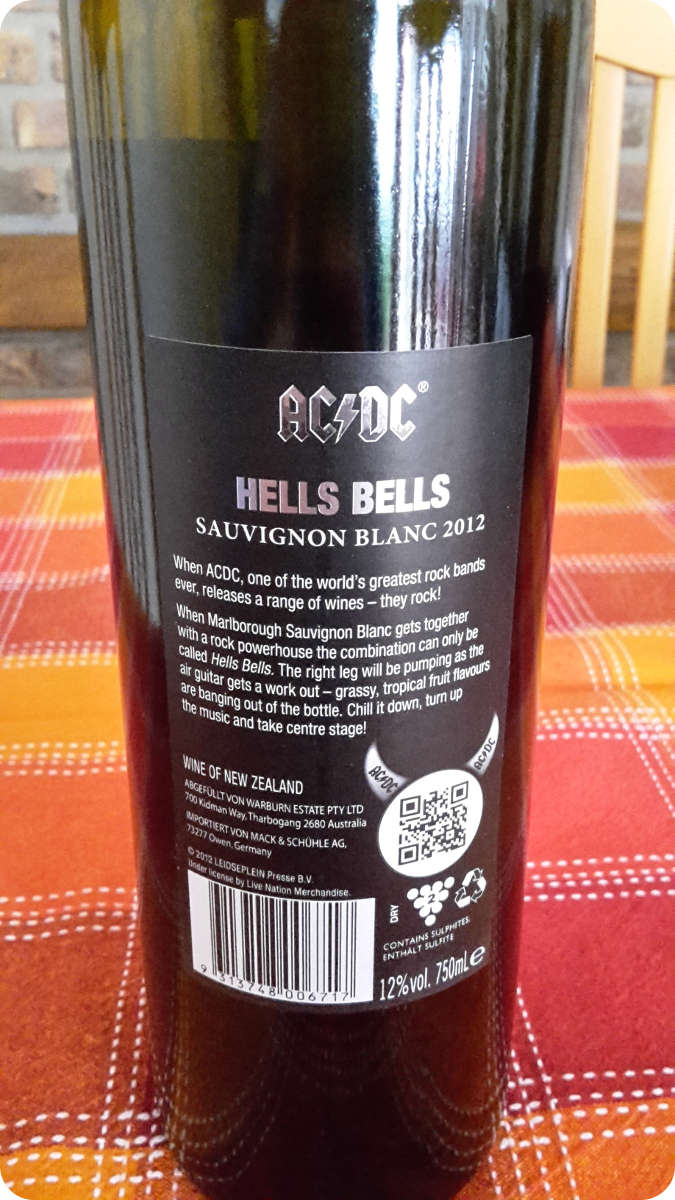 AC⚡DC®
HELLS BELLS
SAUVIGNON BLANC 2012
When ACDC, one of the world's greatest rock bands
ever, releases a range of wines – they rock!
When Marlborough Sauvignon Blanc gets together
with a rock powerhouse the combination can only be
called Hells Bells. The right leg will be pumping as the
air guitar gets a work out – grassy, tropical fruit flavours
are banging out of the bottle. Chill it down, turn up
the music and take centre stage!
WINE OF NEW ZEALAND
ABGEFÜLLT VON WARBURN ESTATE PTY LTD
700 Kidman Way, Tharbogang 2680 Australia
IMPORTIERT VON MACK & SCHÜHLE AG,
73277 Owen, Germany
© 2012 LEIDSEPLEIN Presse B.V.
Under license by Live Nation Merchandise.
AC⚡DC
AC⚡DC
DRY
2
CONTAINS SULPHITES.
ENTHÄLT SULFITE
9 313748 006717
12%vol. 750mL e